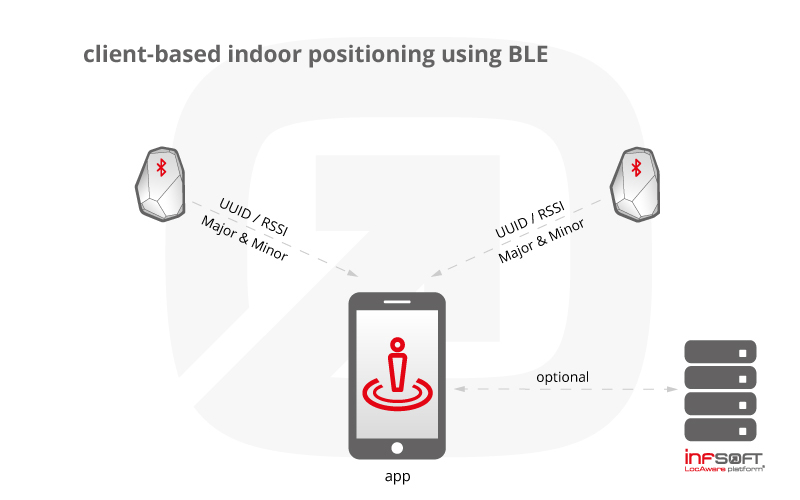 client-based indoor positioning using BLE
UUID / RSSI
Major & Minor
UUID / RSSI
Major & Minor
optional
app
infsoft
LocAware platform®